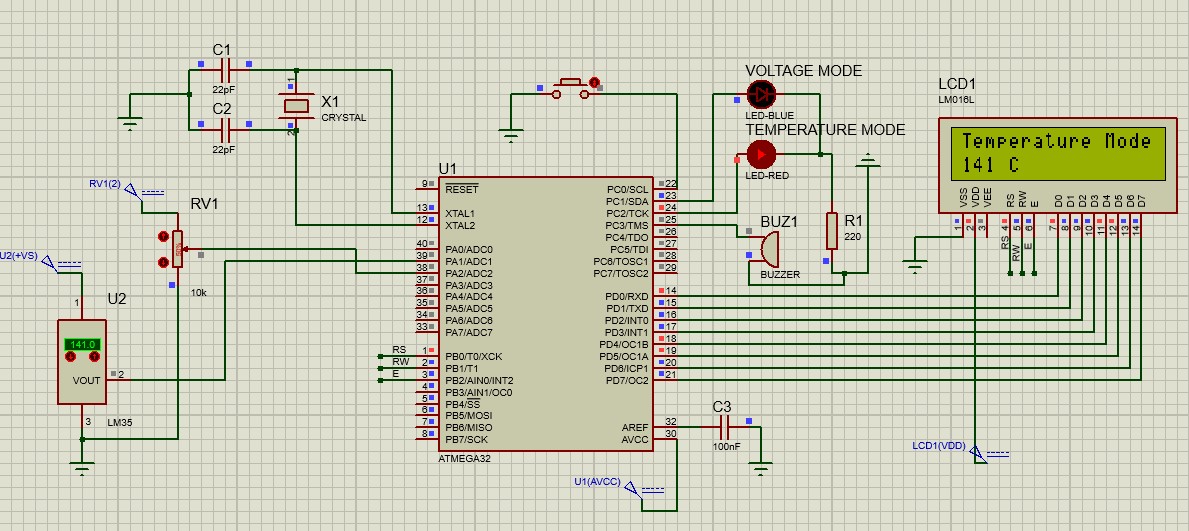 C1
22pF
C2
22pF
X1
CRYSTAL
1
2
VOLTAGE MODE
LED-BLUE
TEMPERATURE MODE
LED-RED
LCD1
LM016L
Temperature Mode
141 C
VSS
VDD
VEE
RS
RW
E
D0
D1
D2
D3
D4
D5
D6
D7
1
2
3
4
5
6
7
8
9
10
11
12
13
14
RS
RW
E
U1
9
RESET
13
XTAL1
12
XTAL2
40
PA0/ADC0
39
PA1/ADC1
38
PA2/ADC2
37
PA3/ADC3
36
PA4/ADC4
35
PA5/ADC5
34
PA6/ADC6
33
PA7/ADC7
RS
1
PB0/T0/XCK
RW
2
PB1/T1
E
3
PB2/AIN0/INT2
4
PB3/AIN1/OC0
5
PB4/SS
6
PB5/MOSI
7
PB6/MISO
8
PB7/SCK
PC0/SCL
22
PC1/SDA
23
PC2/TCK
24
PC3/TMS
25
PC4/TDO
26
PC5/TDI
27
PC6/TOSC1
28
PC7/TOSC2
29
PD0/RXD
14
PD1/TXD
15
PD2/INT0
16
PD3/INT1
17
PD4/OC1B
18
PD5/OC1A
19
PD6/ICP1
20
PD7/OC2
21
AREF
32
AVCC
30
ATMEGA32
RV1(2)
RV1
50%
10k
U2(+VS)
U2
1
141.0
VOUT
2
3
LM35
BUZ1
BUZZER
R1
220
C3
100nF
U1(AVCC)
LCD1(VDD)